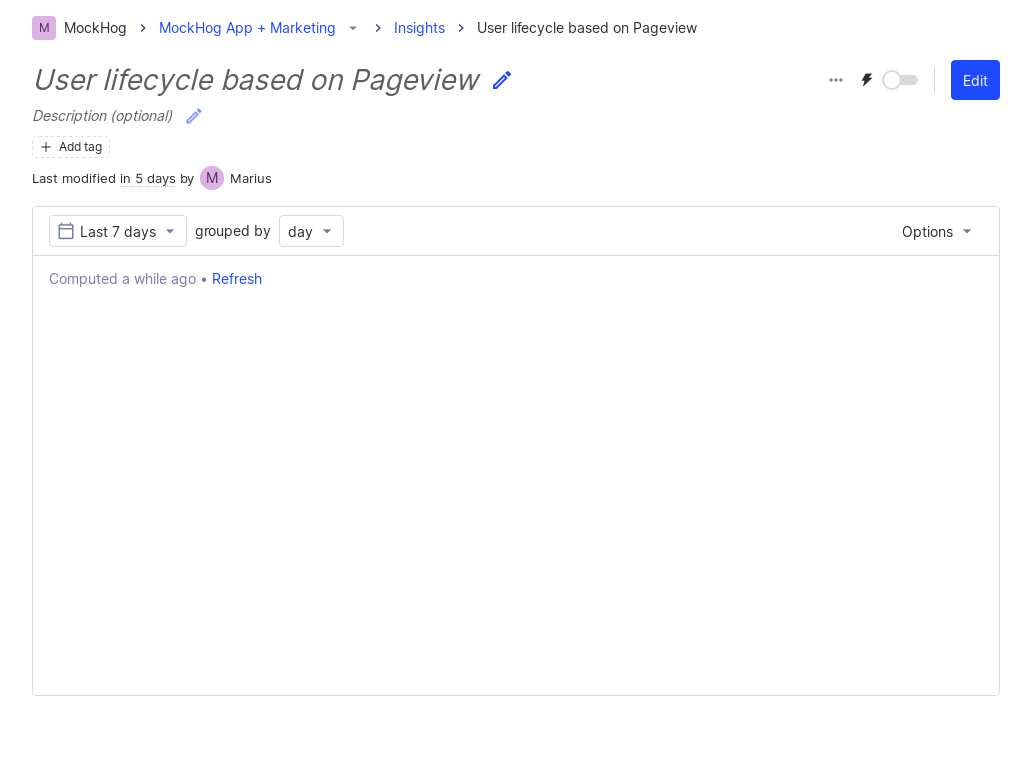 M MockHog MockHog App + Marketing Insights User lifecycle based on Pageview
User lifecycle based on Pageview
Edit
Description (optional)
Add tag
Last modified in 5 days by M Marius
Last 7 days grouped by day Options
Computed a while ago • Refresh